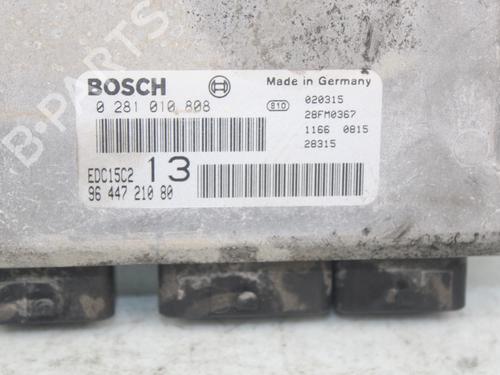 B-PARTS
BOSCH
Made in Germany
0 281 010 808
810
020315
28FM0367
1166 0815
28315
EDC15C2 13
96 447 210 80